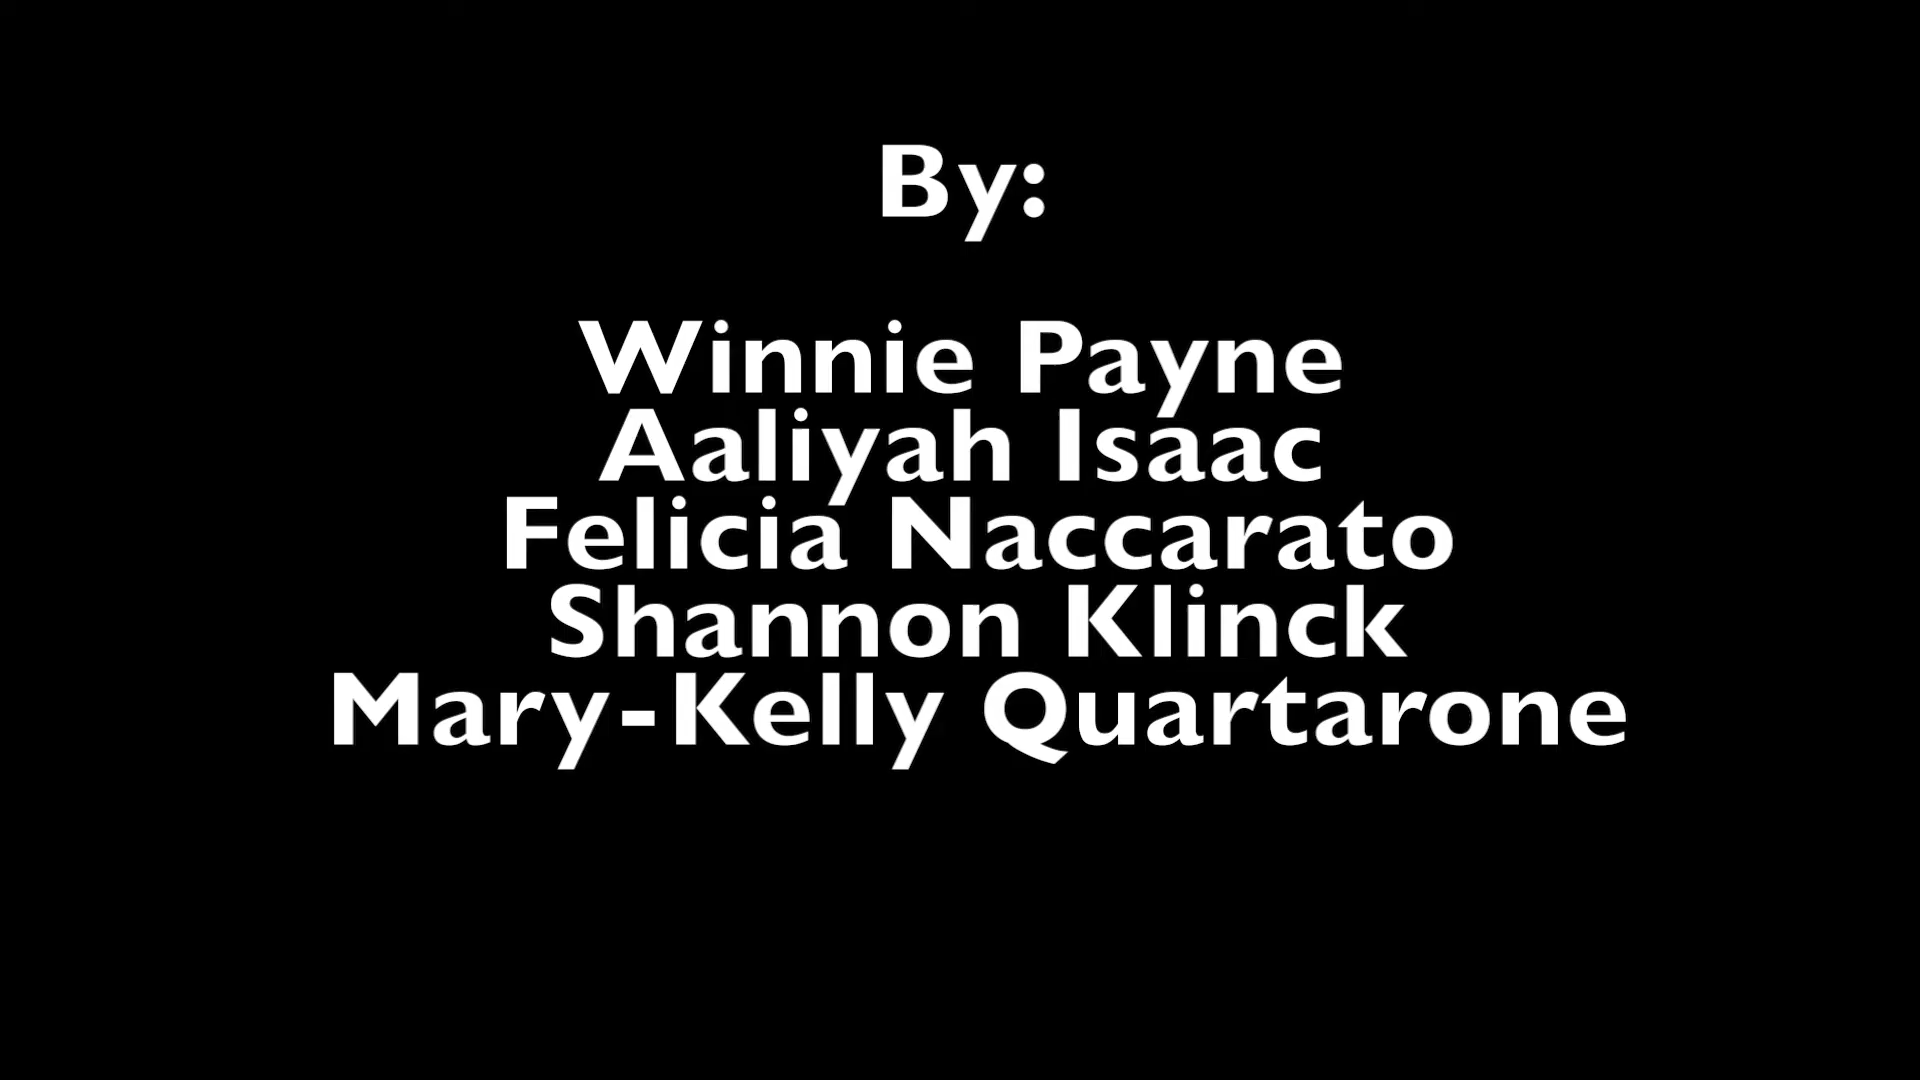 By:
Winnie Payne
Aaliyah Isaac
Felicia Naccarato
Shannon Klinck
Mary-Kelly Quartarone